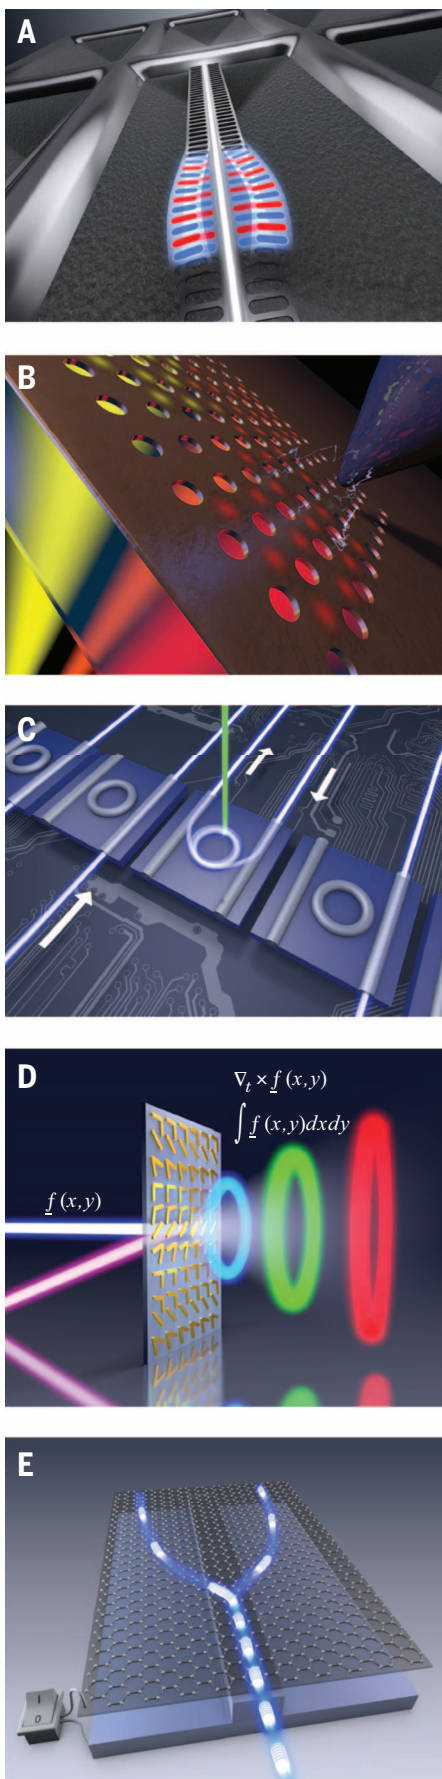 A
B
C
D
∇ₜ × f̲ (x, y)
∫ f̲ (x, y)dxdy
f̲ (x, y)
E
I
0